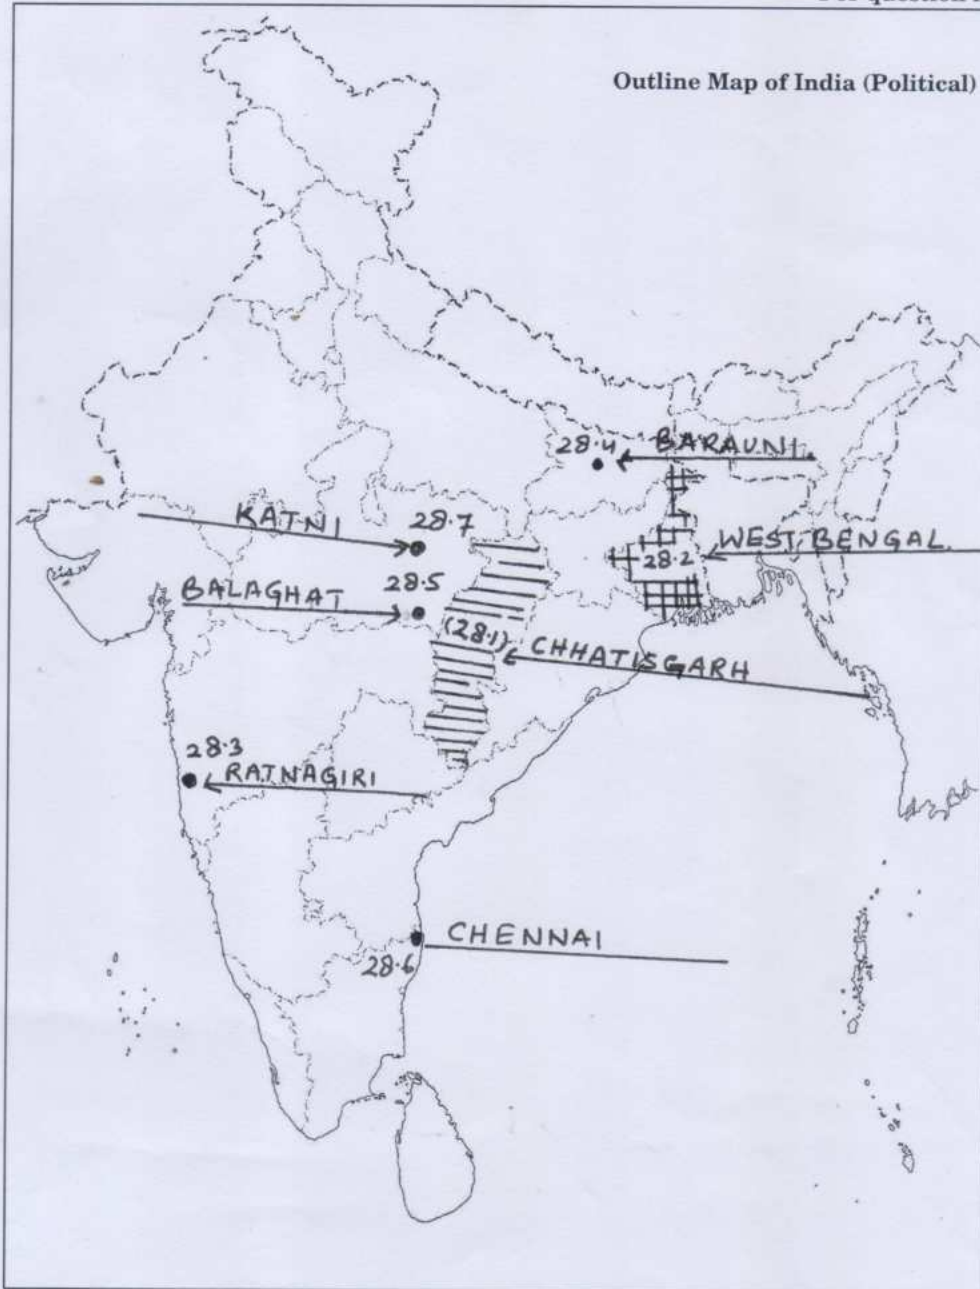 Outline Map of India (Political)
28.4
BARAUNI
KATNI
28.7
28.2
WEST BENGAL
28.5
BALAGHAT
(28.1)
CHHATISGARH
28.3
RATNAGIRI
CHENNAI
28.6